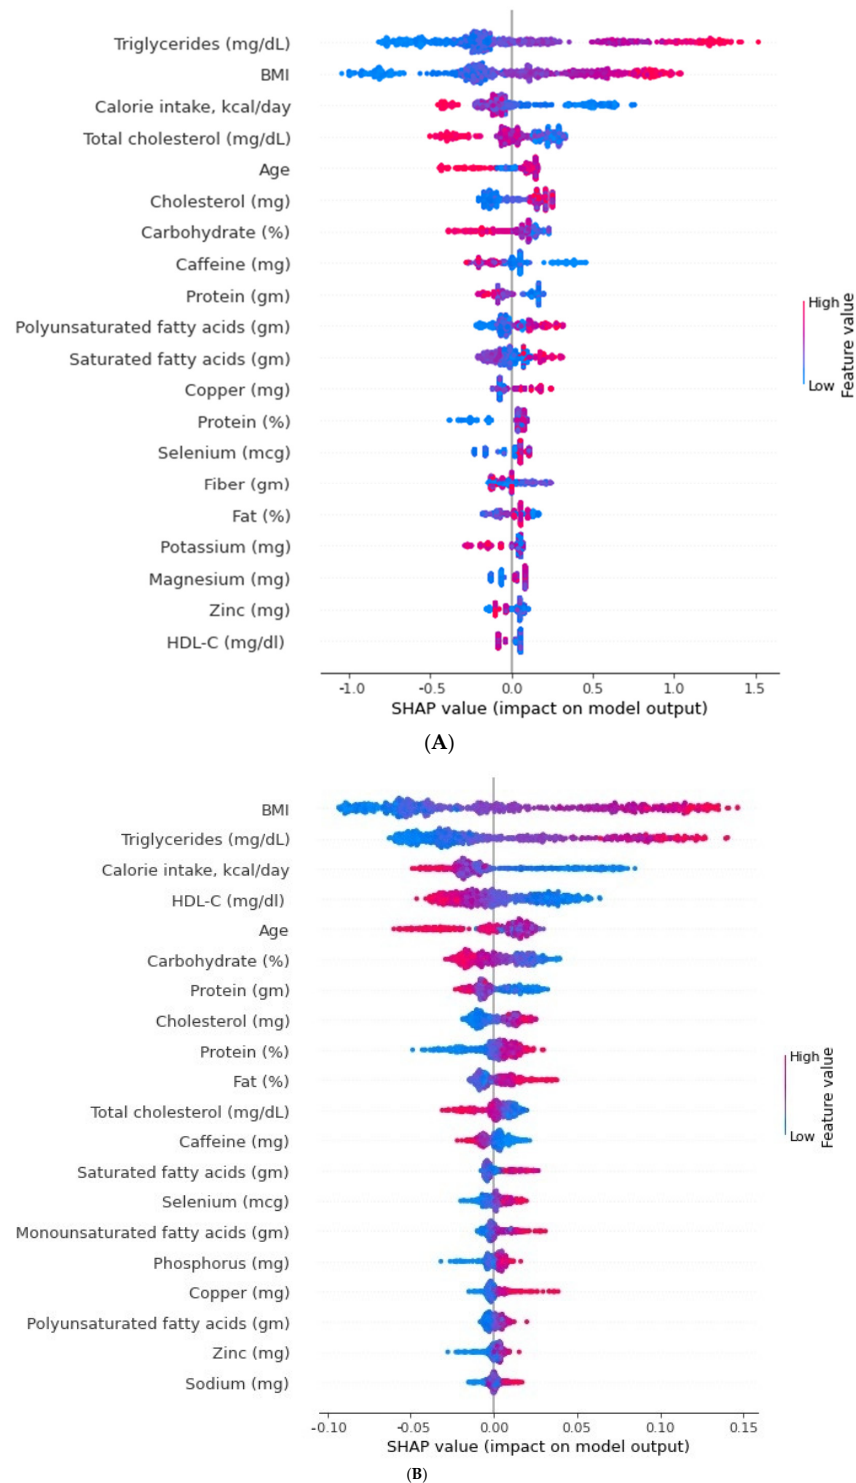 Triglycerides (mg/dL)
BMI
Calorie intake, kcal/day
Total cholesterol (mg/dL)
Age
Cholesterol (mg)
Carbohydrate (%)
Caffeine (mg)
Protein (gm)
Polyunsaturated fatty acids (gm)
Saturated fatty acids (gm)
Copper (mg)
Protein (%)
Selenium (mcg)
Fiber (gm)
Fat (%)
Potassium (mg)
Magnesium (mg)
Zinc (mg)
HDL-C (mg/dl)
High
Low
Feature value
-1.0 -0.5 0.0 0.5 1.0 1.5
SHAP value (impact on model output)
(A)
BMI
Triglycerides (mg/dL)
Calorie intake, kcal/day
HDL-C (mg/dl)
Age
Carbohydrate (%)
Protein (gm)
Cholesterol (mg)
Protein (%)
Fat (%)
Total cholesterol (mg/dL)
Caffeine (mg)
Saturated fatty acids (gm)
Selenium (mcg)
Monounsaturated fatty acids (gm)
Phosphorus (mg)
Copper (mg)
Polyunsaturated fatty acids (gm)
Zinc (mg)
Sodium (mg)
High
Low
Feature value
-0.10 -0.05 0.00 0.05 0.10 0.15
SHAP value (impact on model output)
(B)